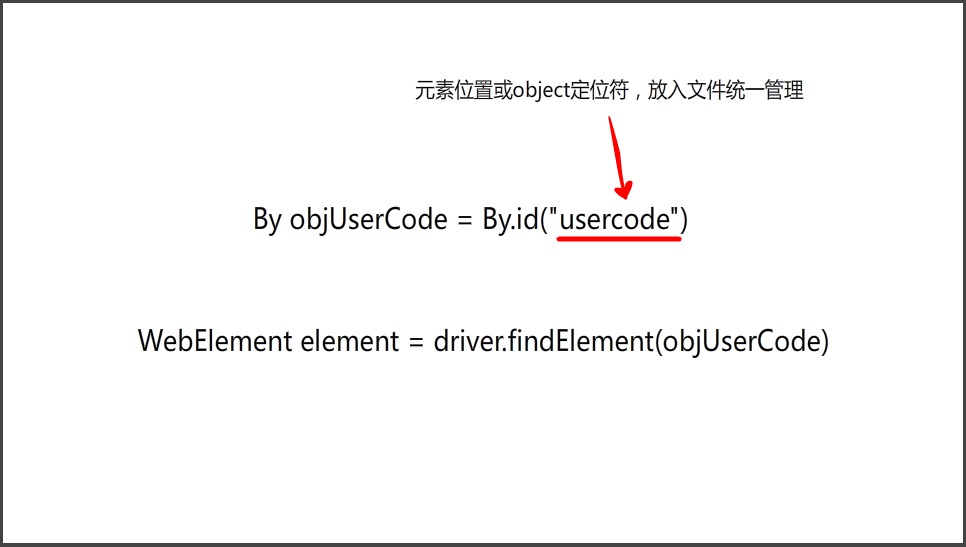 元素位置或object定位符，放入文件统一管理
By objUserCode = By.id("usercode")
WebElement element = driver.findElement(objUserCode)